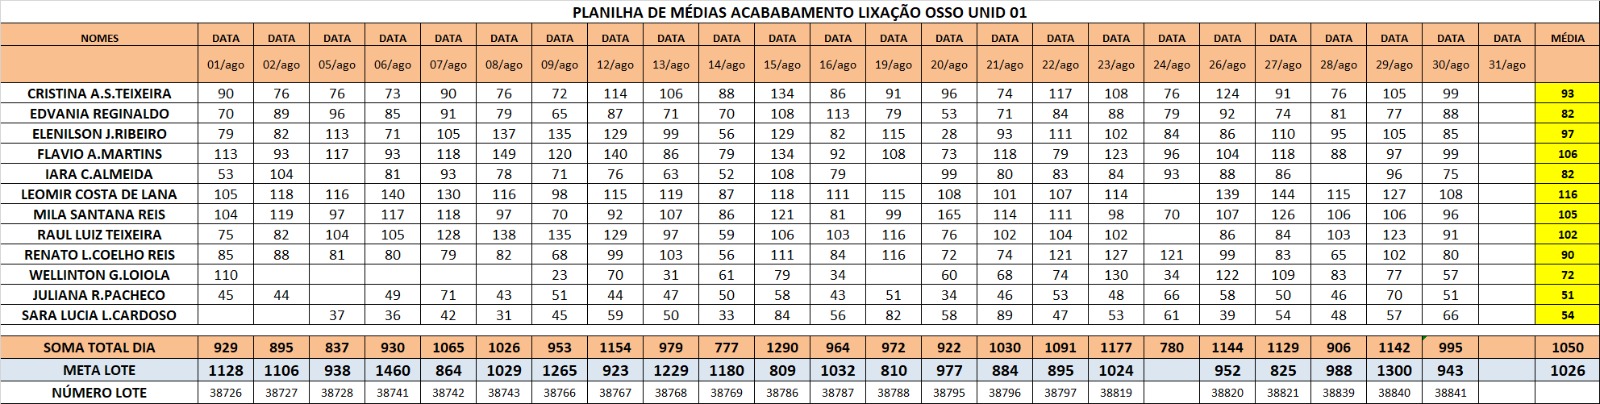 PLANILHA DE MÉDIAS ACABABAMENTO LIXAÇÃO OSSO UNID 01
NOMES DATA DATA DATA DATA DATA DATA DATA DATA DATA DATA DATA DATA DATA DATA DATA DATA DATA DATA DATA DATA DATA DATA DATA DATA MÉDIA
01/ago 02/ago 05/ago 06/ago 07/ago 08/ago 09/ago 12/ago 13/ago 14/ago 15/ago 16/ago 19/ago 20/ago 21/ago 22/ago 23/ago 24/ago 26/ago 27/ago 28/ago 29/ago 30/ago 31/ago
CRISTINA A.S.TEIXEIRA 90 76 76 73 90 76 72 114 106 88 134 86 91 96 74 117 108 76 124 91 76 105 99 93
EDVANIA REGINALDO 70 89 96 85 91 79 65 87 71 70 108 113 79 53 71 84 88 79 92 74 81 77 88 82
ELENILSON J.RIBEIRO 79 82 113 71 105 137 135 129 99 56 129 82 115 28 93 111 102 84 86 110 95 105 85 97
FLAVIO A.MARTINS 113 93 117 93 118 149 120 140 86 79 134 92 108 73 118 79 123 96 104 118 88 97 99 106
IARA C.ALMEIDA 53 104 81 93 78 71 76 63 52 108 79 99 80 83 84 93 88 86 96 75 82
LEOMIR COSTA DE LANA 105 118 116 140 130 116 98 115 119 87 118 111 115 108 101 107 114 139 144 115 127 108 116
MILA SANTANA REIS 104 119 97 117 118 97 70 92 107 86 121 81 99 165 114 111 98 70 107 126 106 106 96 105
RAUL LUIZ TEIXEIRA 75 82 104 105 128 138 135 129 97 59 106 103 116 76 102 104 102 86 84 103 123 91 102
RENATO L.COELHO REIS 85 88 81 80 79 82 68 99 103 56 111 84 116 72 74 121 127 121 99 83 65 102 80 90
WELLINTON G.LOIOLA 110 23 70 31 61 79 34 60 68 74 130 34 122 109 83 77 57 72
JULIANA R.PACHECO 45 44 49 71 43 51 44 47 50 58 43 51 34 46 53 48 66 58 50 46 70 51 51
SARA LUCIA L.CARDOSO 37 36 42 31 45 59 50 33 84 56 82 58 89 47 53 61 39 54 48 57 66 54
SOMA TOTAL DIA 929 895 837 930 1065 1026 953 1154 979 777 1290 964 972 922 1030 1091 1177 780 1144 1129 906 1142 995 1050
META LOTE 1128 1106 938 1460 864 1029 1265 923 1229 1180 809 1032 810 977 884 895 1024 952 825 988 1300 943 1026
NÚMERO LOTE 38726 38727 38728 38741 38742 38743 38766 38767 38768 38769 38786 38787 38788 38795 38796 38797 38819 38820 38821 38839 38840 38841